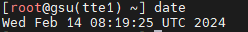 [root@gsu(tte1) ~] date
Wed Feb 14 08:19:25 UTC 2024